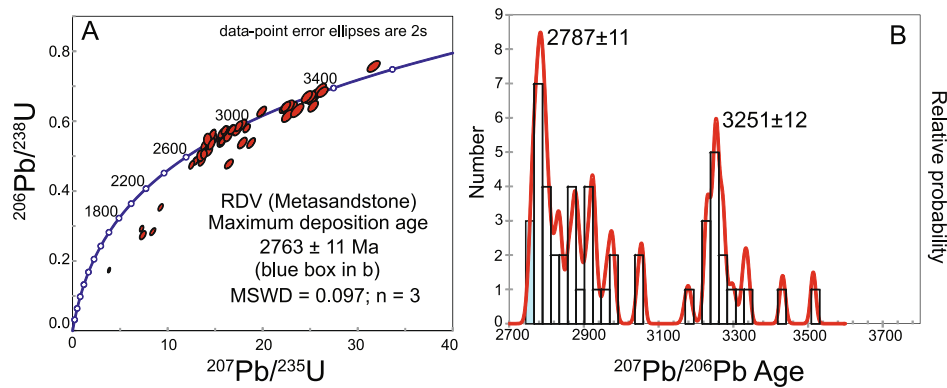 A
data-point error ellipses are 2s
206Pb/238U
0.8
0.6
0.4
0.2
0.0
1800
2200
2600
3000
3400
RDV (Metasandstone)
Maximum deposition age
2763 ± 11 Ma
(blue box in b)
MSWD = 0.097; n = 3
0
10
20
30
40
207Pb/235U
B
2787±11
3251±12
Number
9
8
7
6
5
4
3
2
1
0
Relative probability
2700
2900
3100
3300
3500
3700
207Pb/206Pb Age